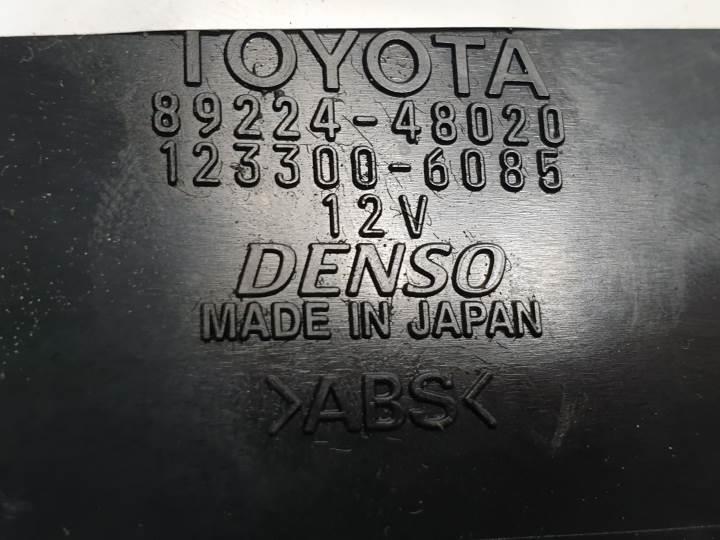 TOYOTA
89224-48020
123300-6085
12V
DENSO
MADE IN JAPAN
>ABS<